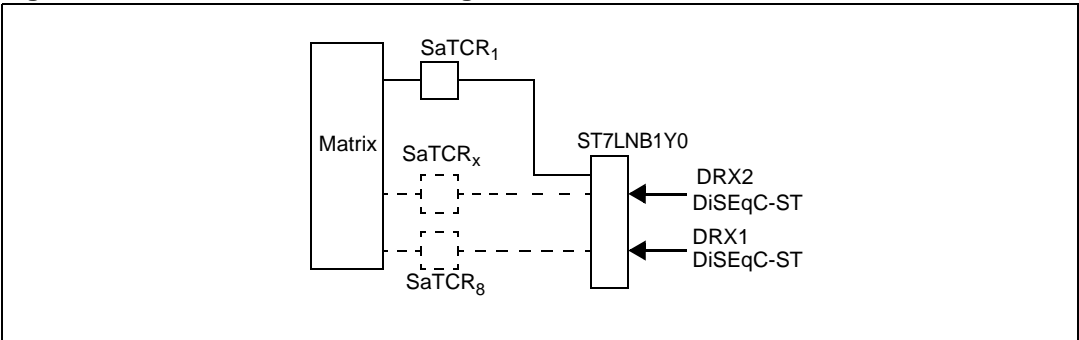 SaTCR1
Matrix
ST7LNB1Y0
SaTCRx
DRX2
DiSEqC-ST
DRX1
DiSEqC-ST
SaTCR8